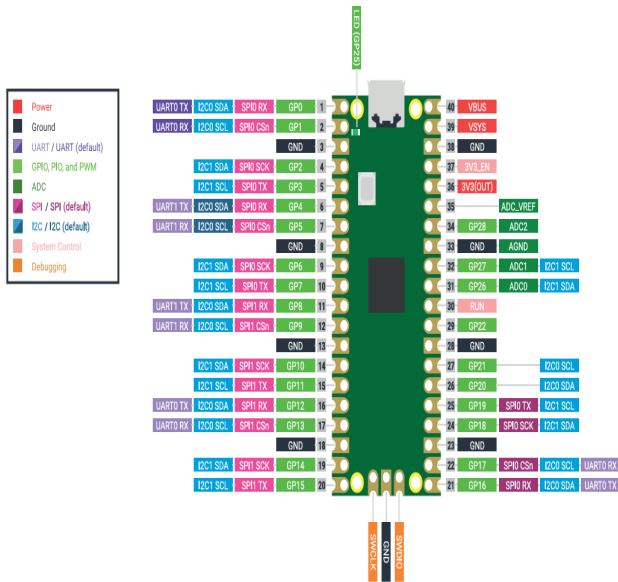 LED (GP25)
Power
Ground
UART / UART (default)
GPIO, PIO, and PWM
ADC
SPI / SPI (default)
I2C / I2C (default)
System Control
Debugging
UART0 TX I2C0 SDA SPI0 RX GP0 1
UART0 RX I2C0 SCL SPI0 CSn GP1 2
GND 3
I2C1 SDA SPI0 SCK GP2 4
I2C1 SCL SPI0 TX GP3 5
UART1 TX I2C0 SDA SPI0 RX GP4 6
UART1 RX I2C0 SCL SPI0 CSn GP5 7
GND 8
I2C1 SDA SPI0 SCK GP6 9
I2C1 SCL SPI0 TX GP7 10
UART1 TX I2C0 SDA SPI1 RX GP8 11
UART1 RX I2C0 SCL SPI1 CSn GP9 12
GND 13
I2C1 SDA SPI1 SCK GP10 14
I2C1 SCL SPI1 TX GP11 15
UART0 TX I2C0 SDA SPI1 RX GP12 16
UART0 RX I2C0 SCL SPI1 CSn GP13 17
GND 18
I2C1 SDA SPI1 SCK GP14 19
I2C1 SCL SPI1 TX GP15 20
40 VBUS
39 VSYS
38 GND
37 3V3_EN
36 3V3(OUT)
35 ADC_VREF
34 GP28 ADC2
33 GND AGND
32 GP27 ADC1 I2C1 SCL
31 GP26 ADC0 I2C1 SDA
30 RUN
29 GP22
28 GND
27 GP21 I2C0 SCL
26 GP20 I2C0 SDA
25 GP19 SPI0 TX I2C1 SCL
24 GP18 SPI0 SCK I2C1 SDA
23 GND
22 GP17 SPI0 CSn I2C0 SCL UART0 RX
21 GP16 SPI0 RX I2C0 SDA UART0 TX
SWCLK
GND
SWDIO